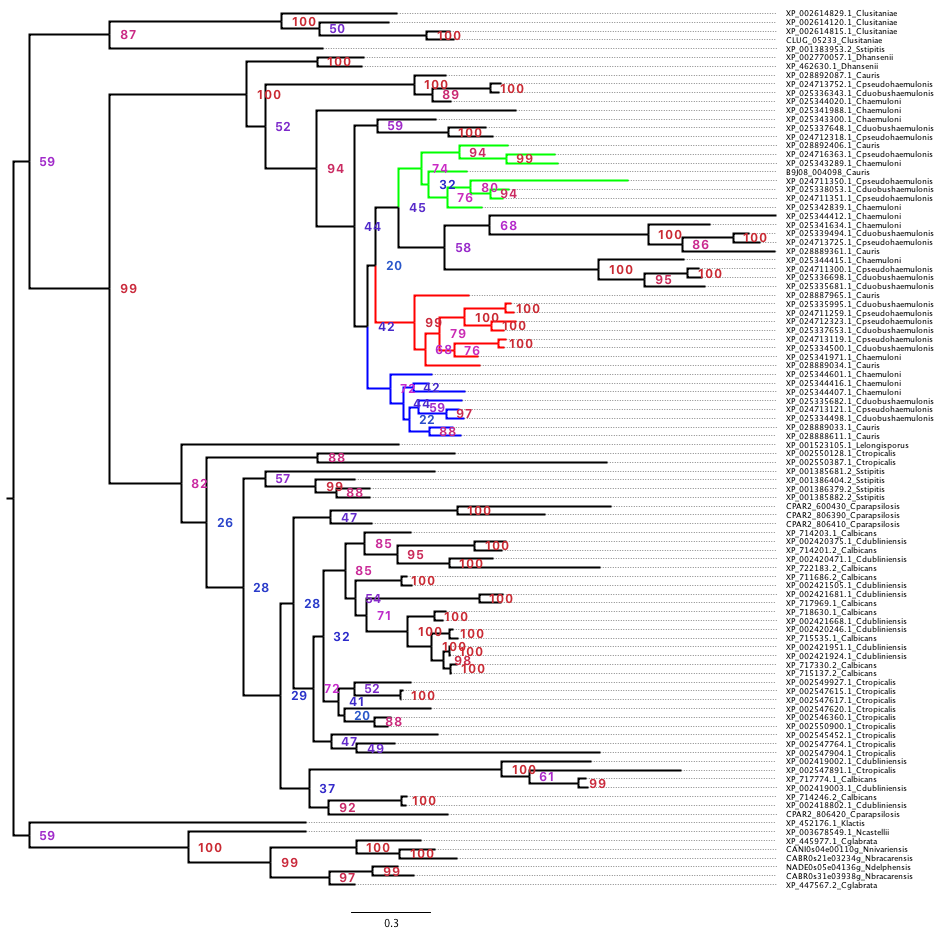 XP_002614829.1_Clusitaniae
100 XP_002614120.1_Clusitaniae
50 XP_002614815.1_Clusitaniae
87 100 CLUG_05233_Clusitaniae
XP_001383953.2_Sstipitis
XP_002770057.1_Dhansenii
100 XP_462630.1_Dhansenii
XP_028892087.1_Cauris
100 XP_024713752.1_Cpseudohaemulonis
100 89 100 XP_025336343.1_Cduobushaemulonis
XP_025344020.1_Chaemuloni
XP_025341988.1_Chaemuloni
XP_025343300.1_Chaemuloni
52 59 XP_025337648.1_Cduobushaemulonis
100 XP_024712318.1_Cpseudohaemulonis
XP_028892406.1_Cauris
94 XP_024716363.1_Cpseudohaemulonis
59 99 XP_025343289.1_Chaemuloni
94 74 B9J08_004098_Cauris
XP_024711350.1_Cpseudohaemulonis
32 80 XP_025338053.1_Cduobushaemulonis
76 94 XP_024711351.1_Cpseudohaemulonis
45 XP_025342839.1_Chaemuloni
XP_025344412.1_Chaemuloni
44 68 XP_025341634.1_Chaemuloni
100 XP_025339494.1_Cduobushaemulonis
100 XP_024713725.1_Cpseudohaemulonis
58 86 XP_028889361.1_Cauris
20 XP_025344415.1_Chaemuloni
100 XP_024711300.1_Cpseudohaemulonis
95 100 XP_025336698.1_Cduobushaemulonis
99 XP_025335681.1_Cduobushaemulonis
XP_028887965.1_Cauris
XP_025335995.1_Cduobushaemulonis
100 XP_024711259.1_Cpseudohaemulonis
42 99 100 XP_024712323.1_Cpseudohaemulonis
79 100 XP_025337653.1_Cduobushaemulonis
XP_024713119.1_Cpseudohaemulonis
68 76 100 XP_025334500.1_Cduobushaemulonis
XP_025341971.1_Chaemuloni
XP_028889034.1_Cauris
XP_025344601.1_Chaemuloni
72 42 XP_025344416.1_Chaemuloni
XP_025344407.1_Chaemuloni
44 59 XP_025335682.1_Cduobushaemulonis
97 XP_024713121.1_Cpseudohaemulonis
22 XP_025334498.1_Cduobushaemulonis
88 XP_028889033.1_Cauris
XP_028888611.1_Cauris
XP_001523105.1_Lelongisporus
XP_002550128.1_Ctropicalis
88 XP_002550387.1_Ctropicalis
XP_001385681.2_Sstipitis
82 57 XP_001386404.2_Sstipitis
99 XP_001386379.2_Sstipitis
88 XP_001385882.2_Sstipitis
CPAR2_600430_Cparapsilosis
100 CPAR2_806390_Cparapsilosis
26 47 CPAR2_806410_Cparapsilosis
XP_714203.1_Calbicans
85 XP_002420375.1_Cdubliniensis
100 XP_714201.2_Calbicans
95 XP_002420471.1_Cdubliniensis
85 100 XP_722183.2_Calbicans
XP_711686.2_Calbicans
28 100 XP_002421505.1_Cdubliniensis
XP_002421681.1_Cdubliniensis
28 54 100 XP_717969.1_Calbicans
71 XP_718630.1_Calbicans
100 XP_002421668.1_Cdubliniensis
XP_002420246.1_Cdubliniensis
32 100 100 XP_715535.1_Calbicans
100 XP_002421951.1_Cdubliniensis
100 XP_002421924.1_Cdubliniensis
98 XP_717330.2_Calbicans
100 XP_715137.2_Calbicans
XP_002549927.1_Ctropicalis
72 52 XP_002547615.1_Ctropicalis
29 41 100 XP_002547617.1_Ctropicalis
XP_002547620.1_Ctropicalis
20 XP_002546360.1_Ctropicalis
88 XP_002550900.1_Ctropicalis
XP_002545452.1_Ctropicalis
47 49 XP_002547764.1_Ctropicalis
XP_002547904.1_Ctropicalis
XP_002419002.1_Cdubliniensis
100 XP_002547891.1_Ctropicalis
61 XP_717774.1_Calbicans
37 99 XP_002419003.1_Cdubliniensis
XP_714246.2_Calbicans
92 100 XP_002418802.1_Cdubliniensis
CPAR2_806420_Cparapsilosis
XP_452176.1_Klactis
59 XP_003678549.1_Ncastellii
XP_445977.1_Cglabrata
100 100 CANI0s04e00110g_Nnivariensis
100 CABR0s21e03234g_Nbracarensis
99 NADE0s05e04136g_Ndelphensis
97 99 CABR0s31e03938g_Nbracarensis
XP_447567.2_Cglabrata
0.3